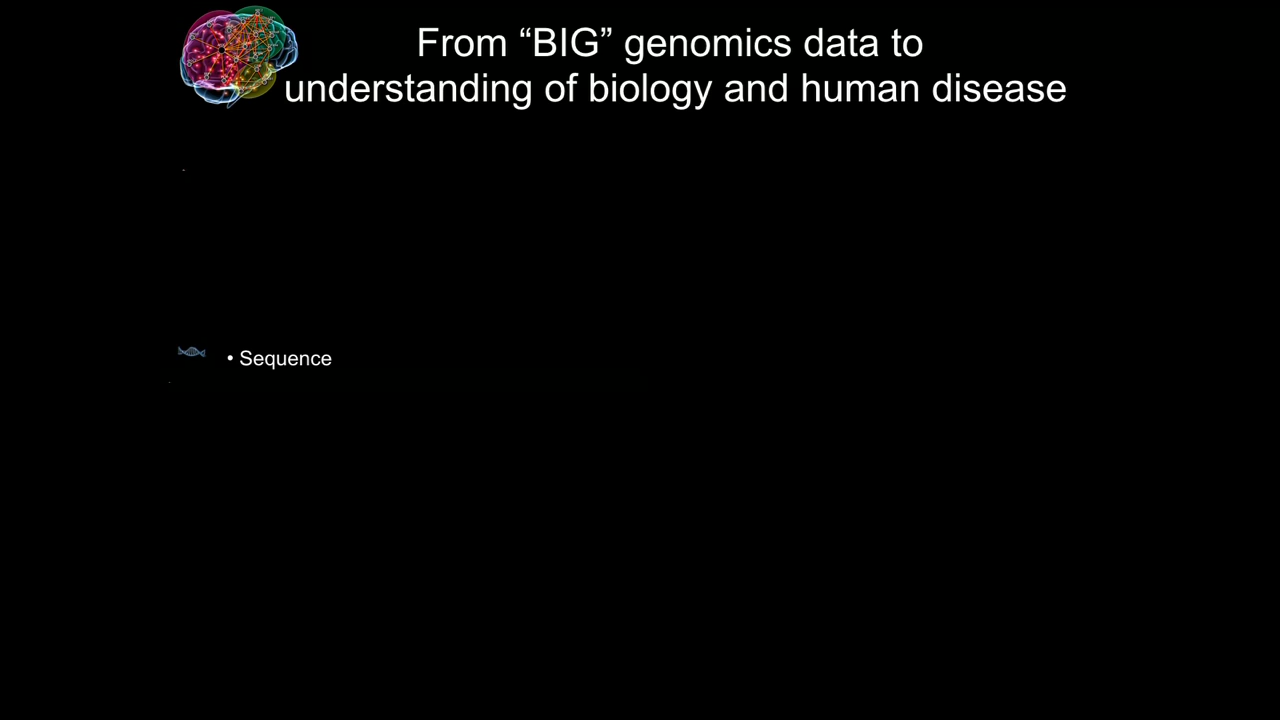 From “BIG” genomics data to
understanding of biology and human disease
• Sequence